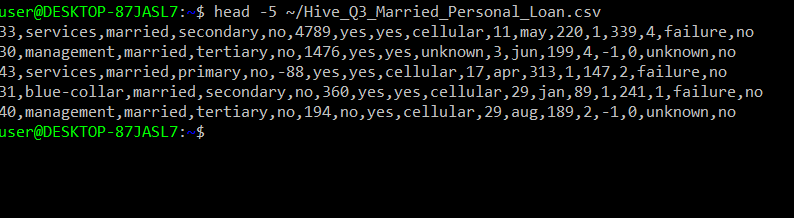 user@DESKTOP-87JASL7:~$ head -5 ~/Hive_Q3_Married_Personal_Loan.csv
33,services,married,secondary,no,4789,yes,yes,cellular,11,may,220,1,339,4,failure,no
30,management,married,tertiary,no,1476,yes,yes,unknown,3,jun,199,4,-1,0,unknown,no
43,services,married,primary,no,-88,yes,yes,cellular,17,apr,313,1,147,2,failure,no
31,blue-collar,married,secondary,no,360,yes,yes,cellular,29,jan,89,1,241,1,failure,no
40,management,married,tertiary,no,194,no,yes,cellular,29,aug,189,2,-1,0,unknown,no
user@DESKTOP-87JASL7:~$